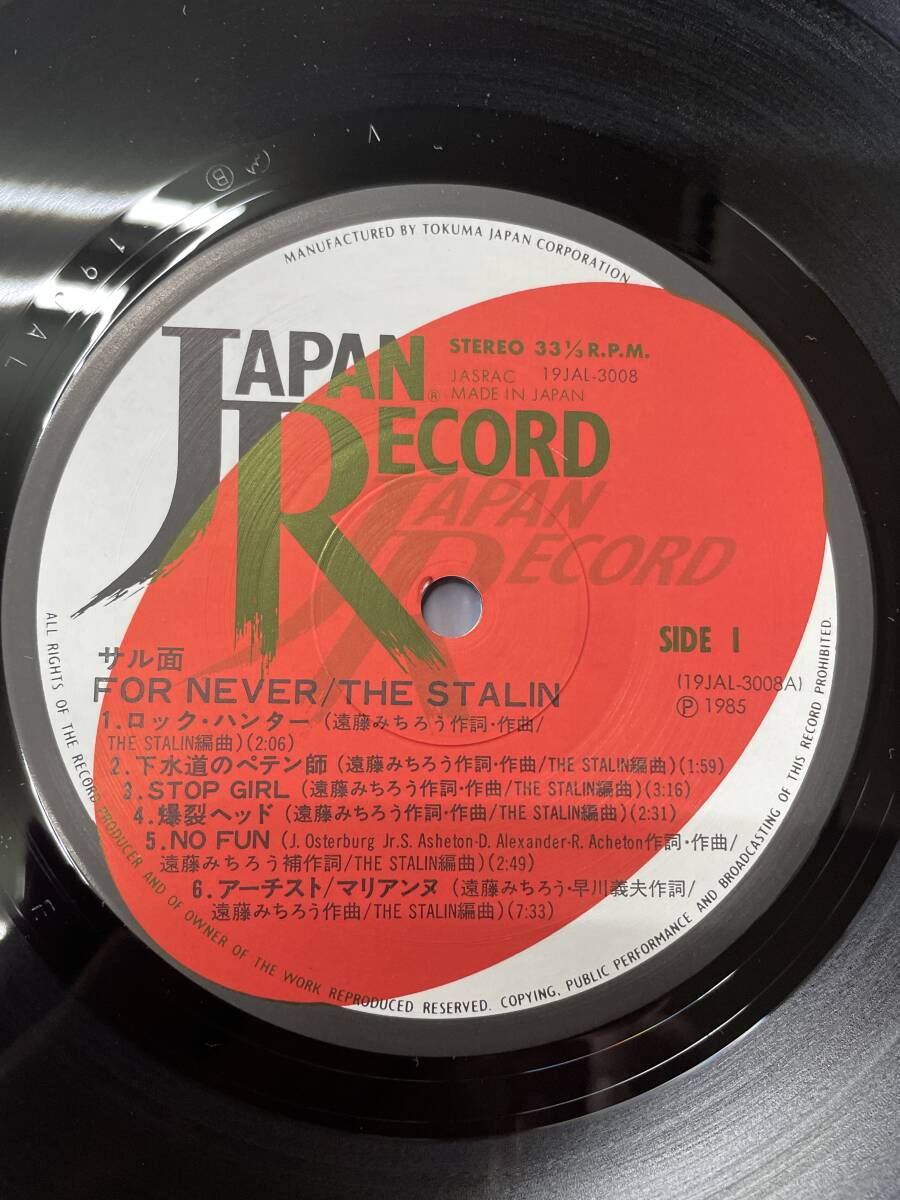 MANUFACTURED BY TOKUMA JAPAN CORPORATION
JAPAN
RECORD
®
STEREO 33⅓ R.P.M.
JASRAC 19JAL-3008
MADE IN JAPAN
JAPAN
RECORD
SIDE 1
(19JAL-3008A)
Ⓟ 1985
サル面
FOR NEVER/THE STALIN
1.ロック・ハンター (遠藤みちろう作詞・作曲/
THE STALIN編曲)(2:06)
2.下水道のペテン師 (遠藤みちろう作詞・作曲/THE STALIN編曲)(1:59)
3.STOP GIRL (遠藤みちろう作詞・作曲/THE STALIN編曲)(3:16)
4.爆裂ヘッド (遠藤みちろう作詞・作曲/THE STALIN編曲)(2:31)
5.NO FUN (J. Osterburg Jr.S. Asheton-D. Alexander-R. Acheton作詞・作曲/
遠藤みちろう補作詞/THE STALIN編曲)(2:49)
6.アーチスト/マリアンヌ (遠藤みちろう・早川義夫作詞/
遠藤みちろう作曲/THE STALIN編曲)(7:33)
ALL RIGHTS OF THE RECORD PRODUCER AND OF OWNER OF THE WORK REPRODUCED RESERVED. COPYING, PUBLIC PERFORMANCE AND BROADCASTING OF THIS RECORD PROHIBITED.
19JAL
B